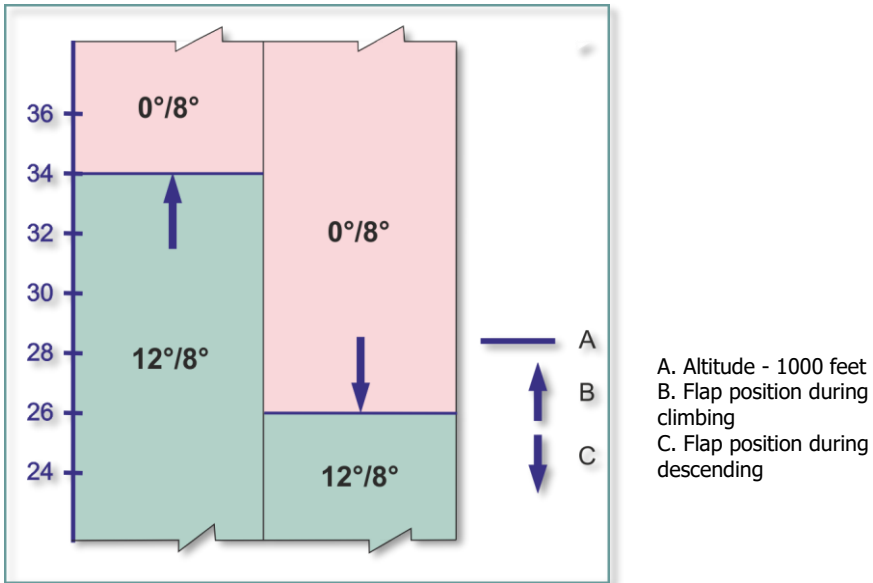 36
34
32
30
28
26
24
0°/8°
12°/8°
0°/8°
12°/8°
A
B
C
A. Altitude - 1000 feet
B. Flap position during
climbing
C. Flap position during
descending